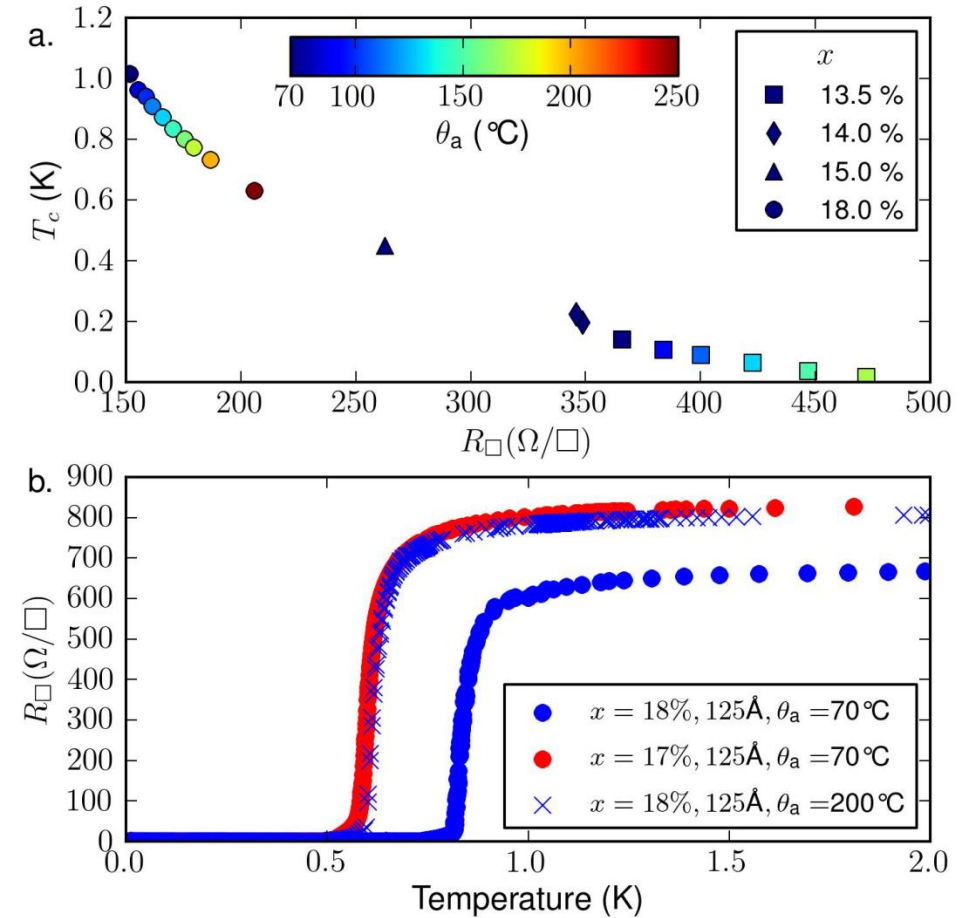 a.
1.2
1.0
0.8
0.6
0.4
0.2
0.0
T_c (K)
70 100 150 200 250
θ_a (°C)
x
13.5 %
14.0 %
15.0 %
18.0 %
150 200 250 300 350 400 450 500
R_□(Ω/□)
b.
900
800
700
600
500
400
300
200
100
0
R_□(Ω/□)
x = 18%, 125Å, θ_a =70°C
x = 17%, 125Å, θ_a =70°C
x = 18%, 125Å, θ_a =200°C
0.0 0.5 1.0 1.5 2.0
Temperature (K)